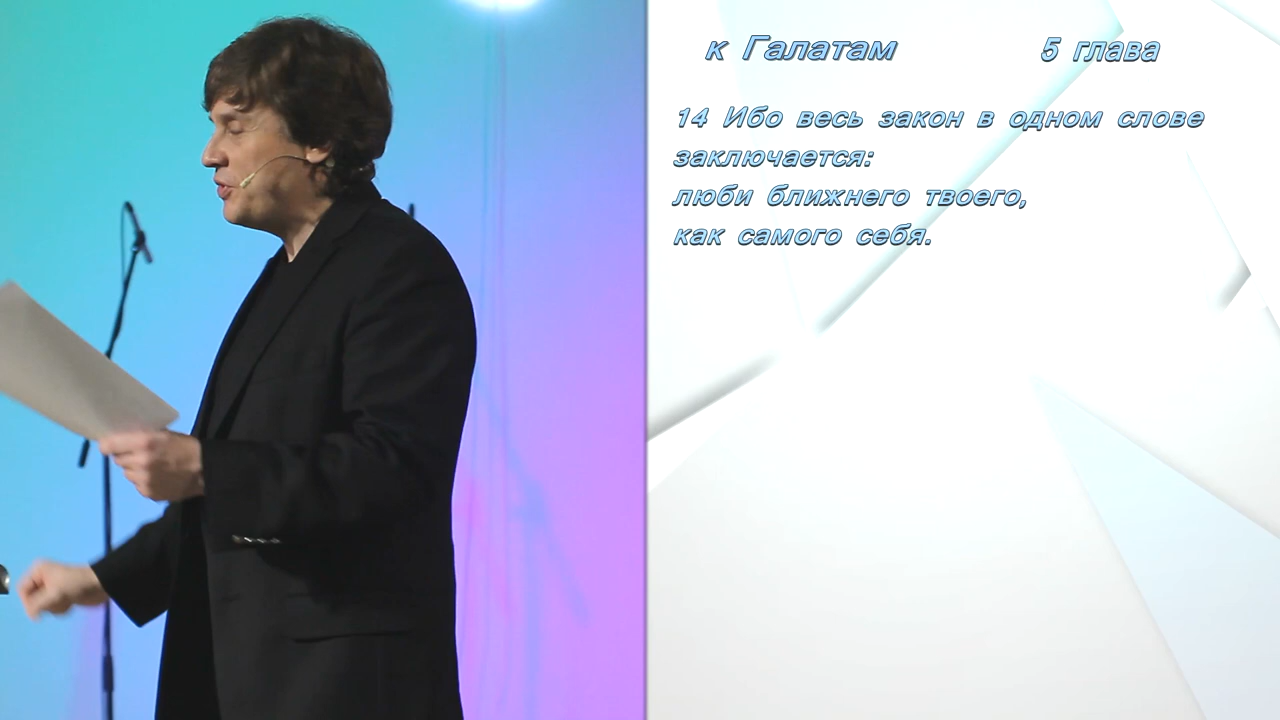 к Галатам 5 глава
14 Ибо весь закон в одном слове
заключается:
люби ближнего твоего,
как самого себя.